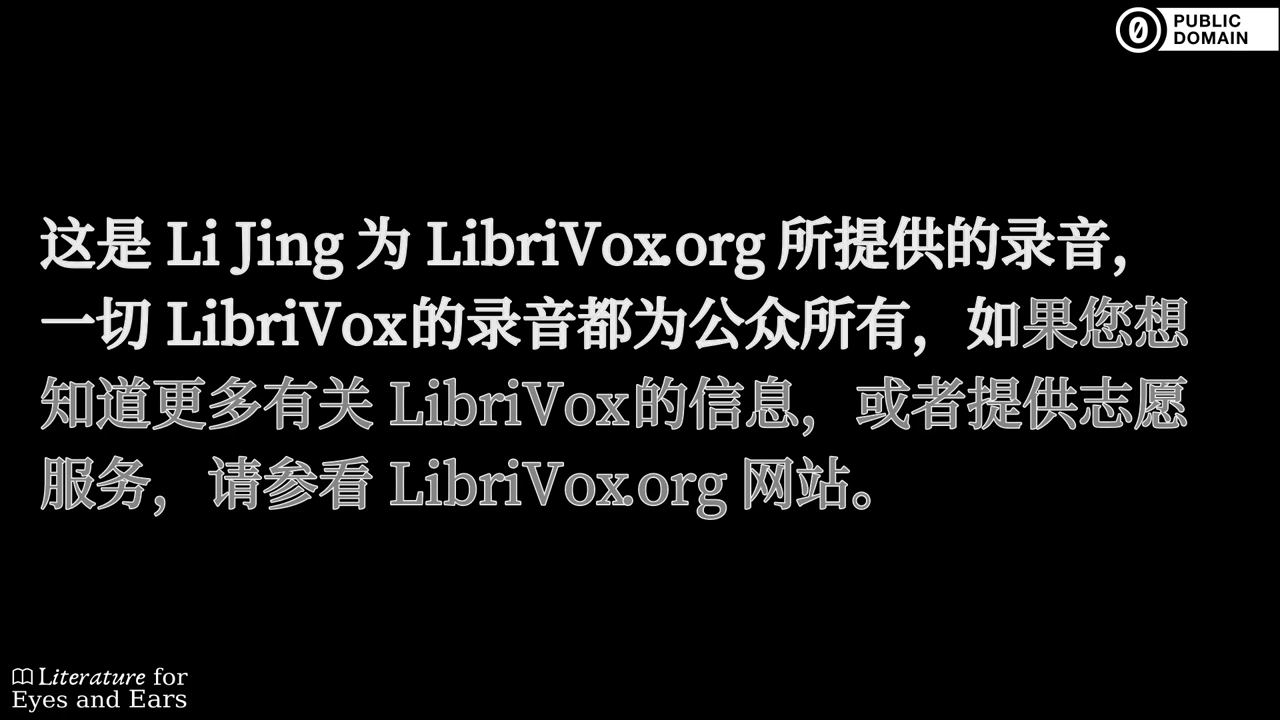 PUBLIC
DOMAIN
这是 Li Jing 为 LibriVox.org 所提供的录音，
一切 LibriVox的录音都为公众所有，如果您想
知道更多有关 LibriVox的信息，或者提供志愿
服务，请参看 LibriVox.org 网站。
Literature for
Eyes and Ears